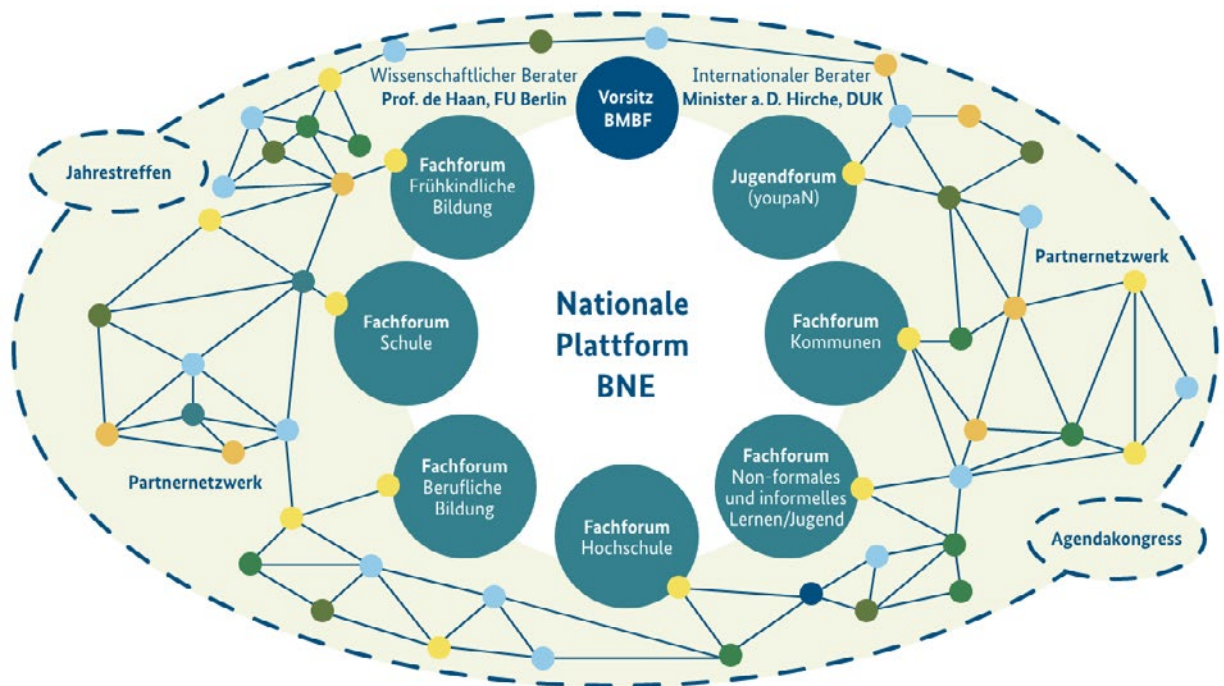 Wissenschaftlicher Berater
Prof. de Haan, FU Berlin
Vorsitz
BMBF
Internationaler Berater
Minister a. D. Hirche, DUK
Jahrestreffen
Fachforum
Frühkindliche
Bildung
Jugendforum
(youpaN)
Partnernetzwerk
Fachforum
Schule
Nationale
Plattform
BNE
Fachforum
Kommunen
Partnernetzwerk
Fachforum
Berufliche
Bildung
Fachforum
Hochschule
Fachforum
Non-formales
und informelles
Lernen/Jugend
Agendakongress